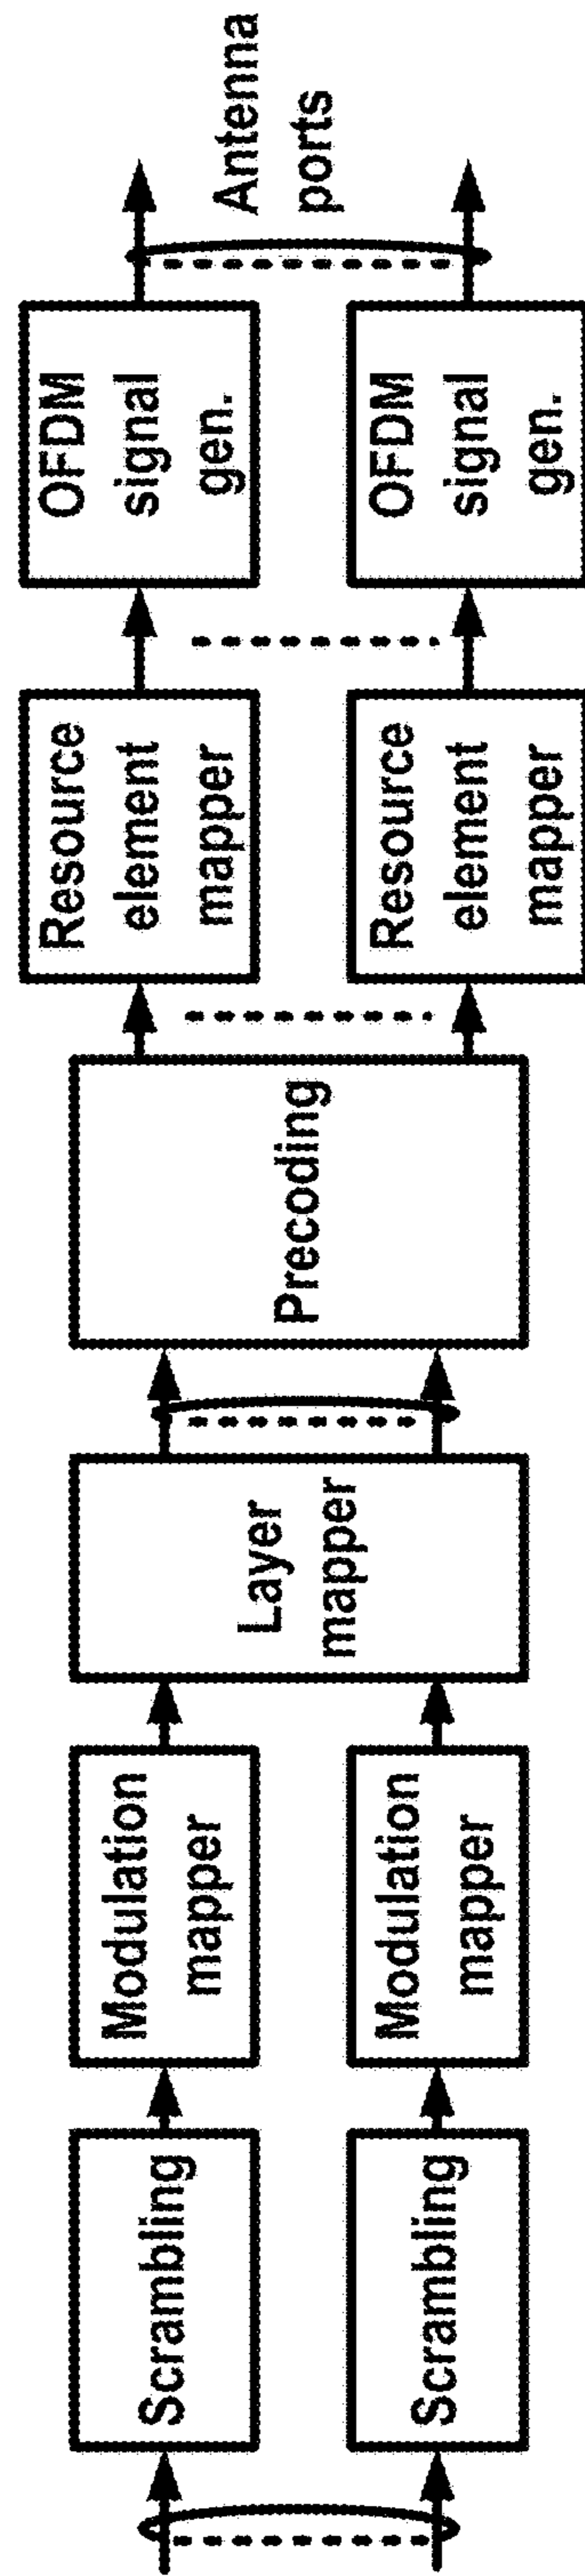 Scrambling
Scrambling
Modulation
mapper
Modulation
mapper
Layer
mapper
Precoding
Resource
element
mapper
Resource
element
mapper
OFDM
signal
gen.
OFDM
signal
gen.
Antenna
ports